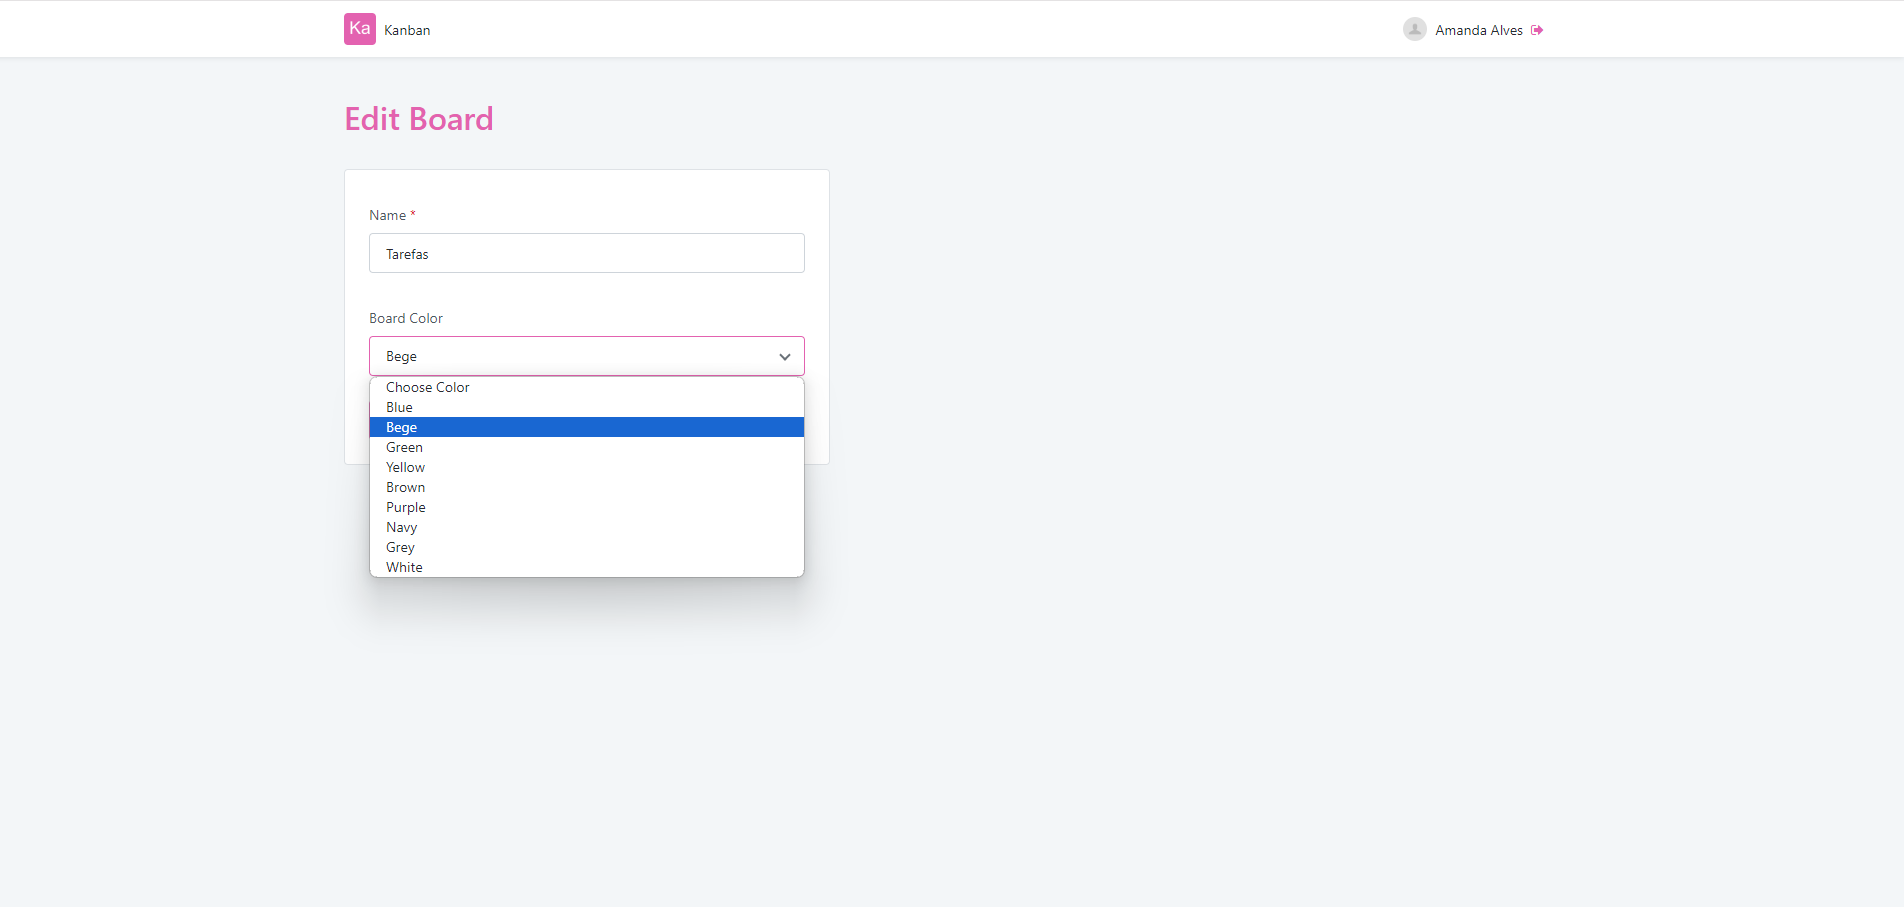 Ka Kanban
Amanda Alves
Edit Board
Name *
Tarefas
Board Color
Bege
Choose Color
Blue
Bege
Green
Yellow
Brown
Purple
Navy
Grey
White